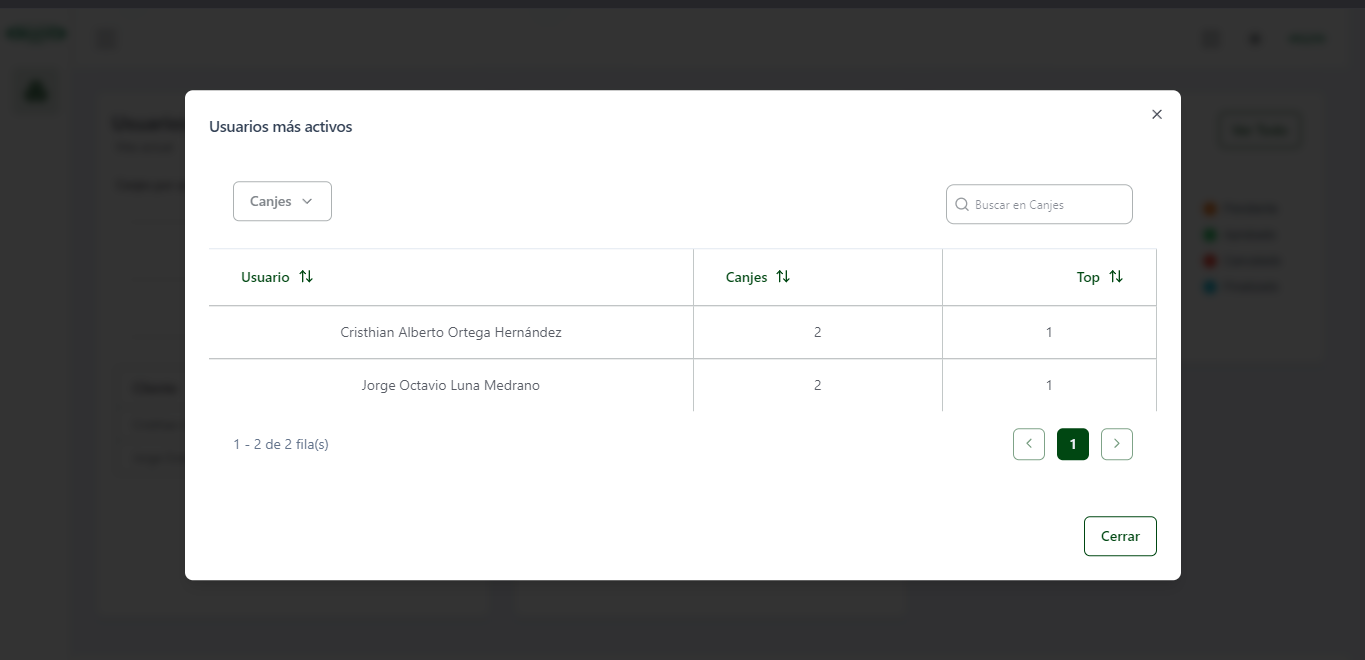 Usuarios más activos
Canjes
Buscar en Canjes
Usuario Canjes Top
Cristhian Alberto Ortega Hernández 2 1
Jorge Octavio Luna Medrano 2 1
1 - 2 de 2 fila(s)
1
Cerrar